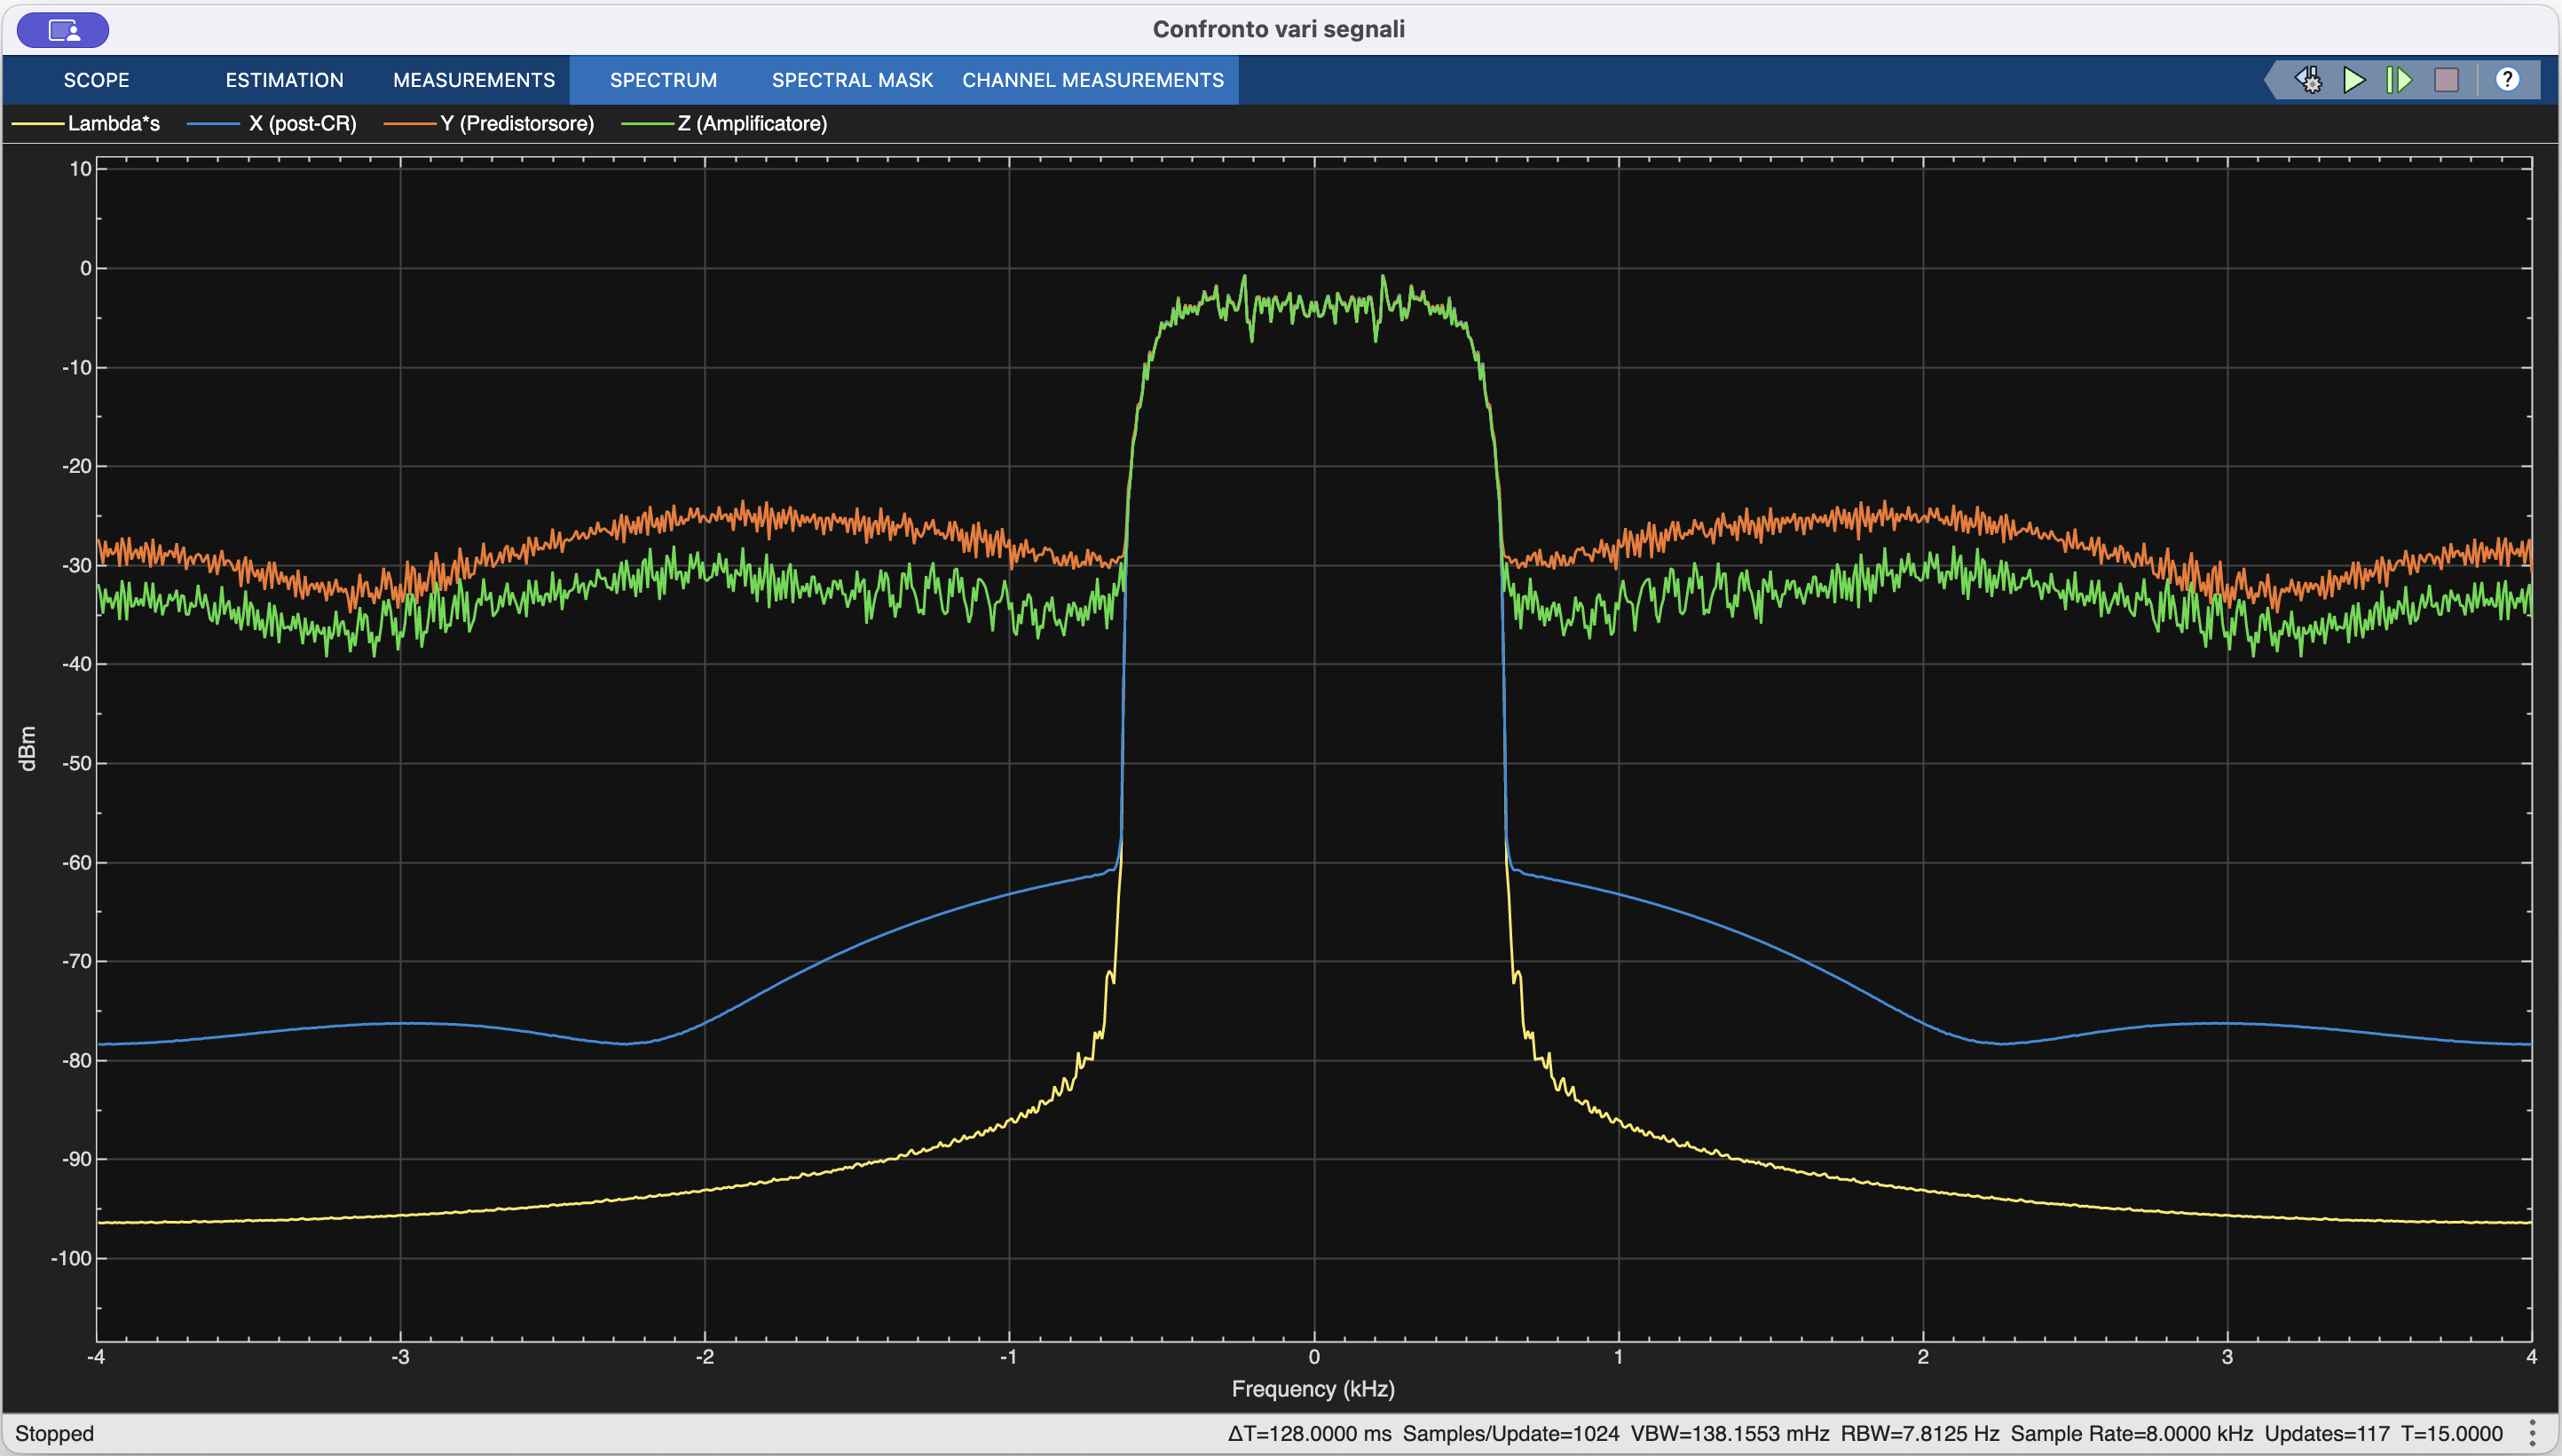 Confronto vari segnali
SCOPE ESTIMATION MEASUREMENTS SPECTRUM SPECTRAL MASK CHANNEL MEASUREMENTS ?
Lambda*s X (post-CR) Y (Predistorsore) Z (Amplificatore)
10
0
-10
-20
-30
-40
-50
-60
-70
-80
-90
-100
dBm
-4 -3 -2 -1 0 1 2 3 4
Frequency (kHz)
Stopped ΔT=128.0000 ms Samples/Update=1024 VBW=138.1553 mHz RBW=7.8125 Hz Sample Rate=8.0000 kHz Updates=117 T=15.0000